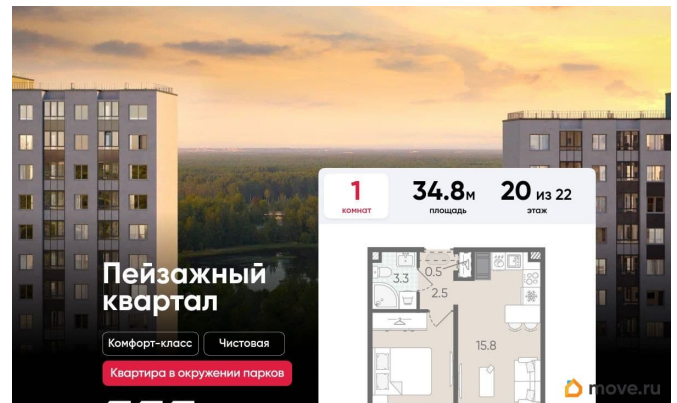 1
комнат
34.8м
площадь
20 из 22
этаж
3.3
0.5
2.5
15.8
Пейзажный
квартал
Комфорт-класс
Чистовая
Квартира в окружении парков
move.ru